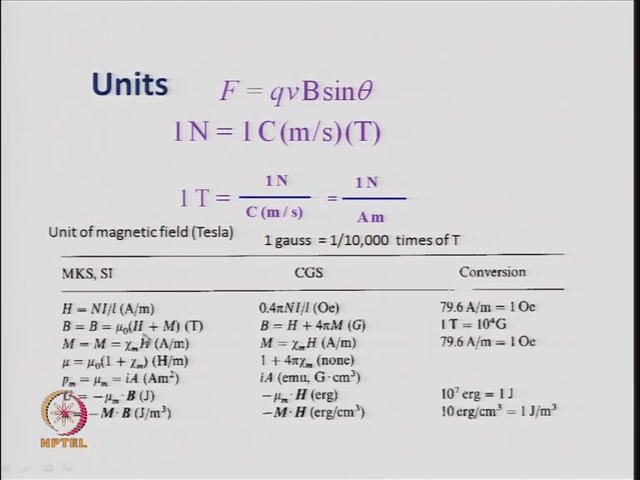 Units
F = qvBsinθ
1 N = 1 C(m/s)(T)
1 T = 1 N / C(m/s) = 1 N / A m
Unit of magnetic field (Tesla)
1 gauss = 1/10,000 times of T
MKS, SI CGS Conversion
H = NI/l (A/m) 0.4πNI/l (Oe) 79.6 A/m = 1 Oe
B = B = μ₀(H + M) (T) B = H + 4πM (G) 1 T = 10⁴G
M = M = χₘH (A/m) M = χₘH (A/m) 79.6 A/m = 1 Oe
μ = μ₀(1 + χₘ) (H/m) 1 + 4πχₘ (none)
pₘ = μₘ = iA (Am²) iA (emu, G·cm³)
= −μₘ·B (J) −μₘ·H (erg) 10⁷ erg = 1 J
= −M·B (J/m³) −M·H (erg/cm³) 10 erg/cm³ = 1 J/m³
NPTEL